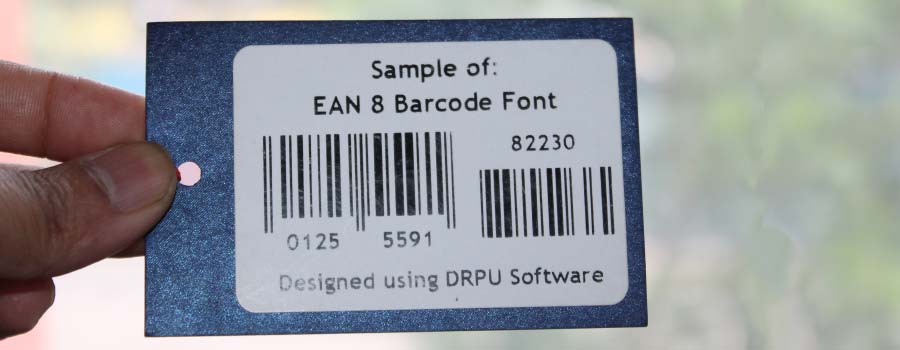 Sample of:
EAN 8 Barcode Font
82230
0125 5591
Designed using DRPU Software